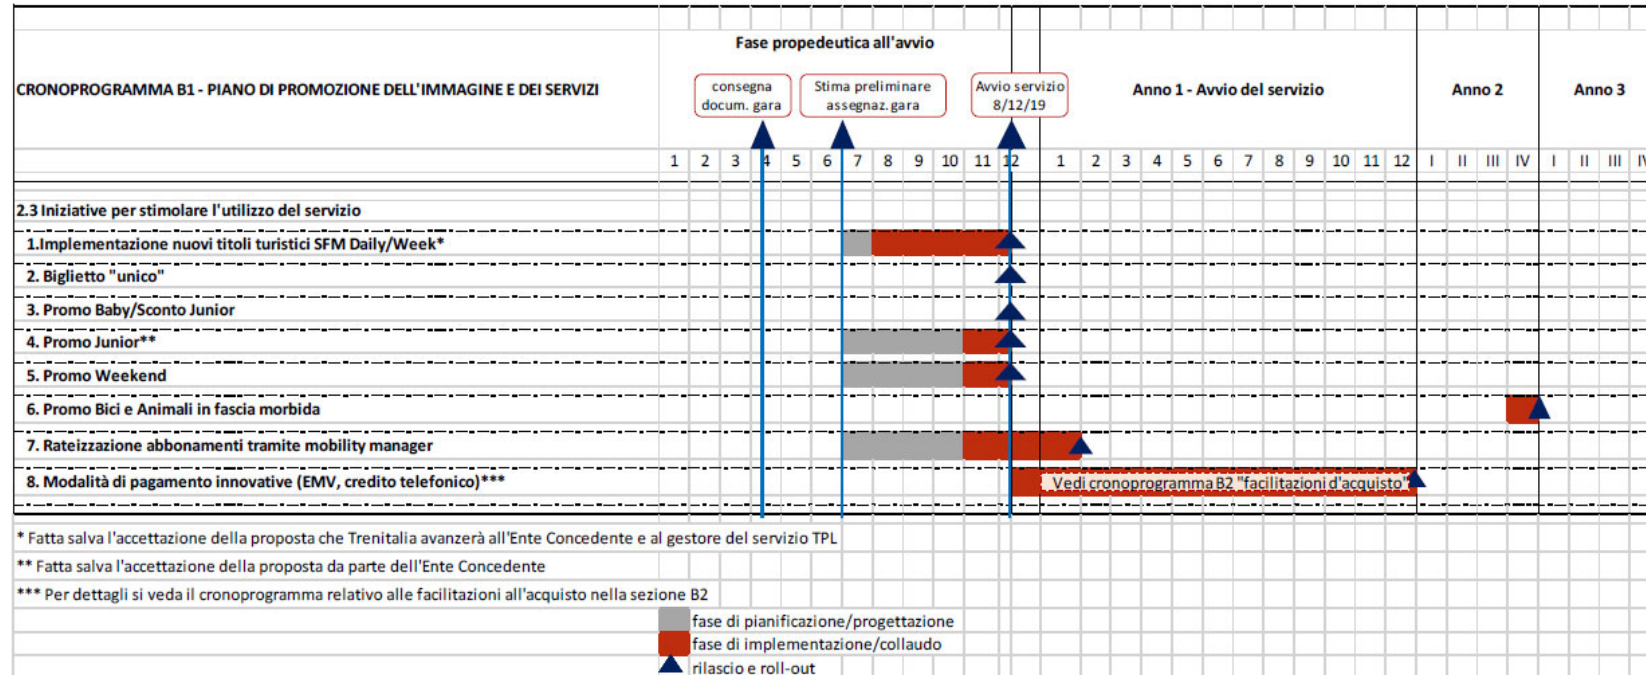 Fase propedeutica all'avvio
CRONOPROGRAMMA B1 - PIANO DI PROMOZIONE DELL'IMMAGINE E DEI SERVIZI
consegna
docum. gara
Stima preliminare
assegnaz. gara
Avvio servizio
8/12/19
Anno 1 - Avvio del servizio
Anno 2
Anno 3
1 2 3 4 5 6 7 8 9 10 11 12 1 2 3 4 5 6 7 8 9 10 11 12 I II III IV I II III IV
2.3 Iniziative per stimolare l'utilizzo del servizio
1.Implementazione nuovi titoli turistici SFM Daily/Week*
2. Biglietto "unico"
3. Promo Baby/Sconto Junior
4. Promo Junior**
5. Promo Weekend
6. Promo Bici e Animali in fascia morbida
7. Rateizzazione abbonamenti tramite mobility manager
8. Modalità di pagamento innovative (EMV, credito telefonico)***
Vedi cronoprogramma B2 "facilitazioni d'acquisto"
* Fatta salva l'accettazione della proposta che Trenitalia avanzerà all'Ente Concedente e al gestore del servizio TPL
** Fatta salva l'accettazione della proposta da parte dell'Ente Concedente
*** Per dettagli si veda il cronoprogramma relativo alle facilitazioni all'acquisto nella sezione B2
fase di pianificazione/progettazione
fase di implementazione/collaudo
rilascio e roll-out